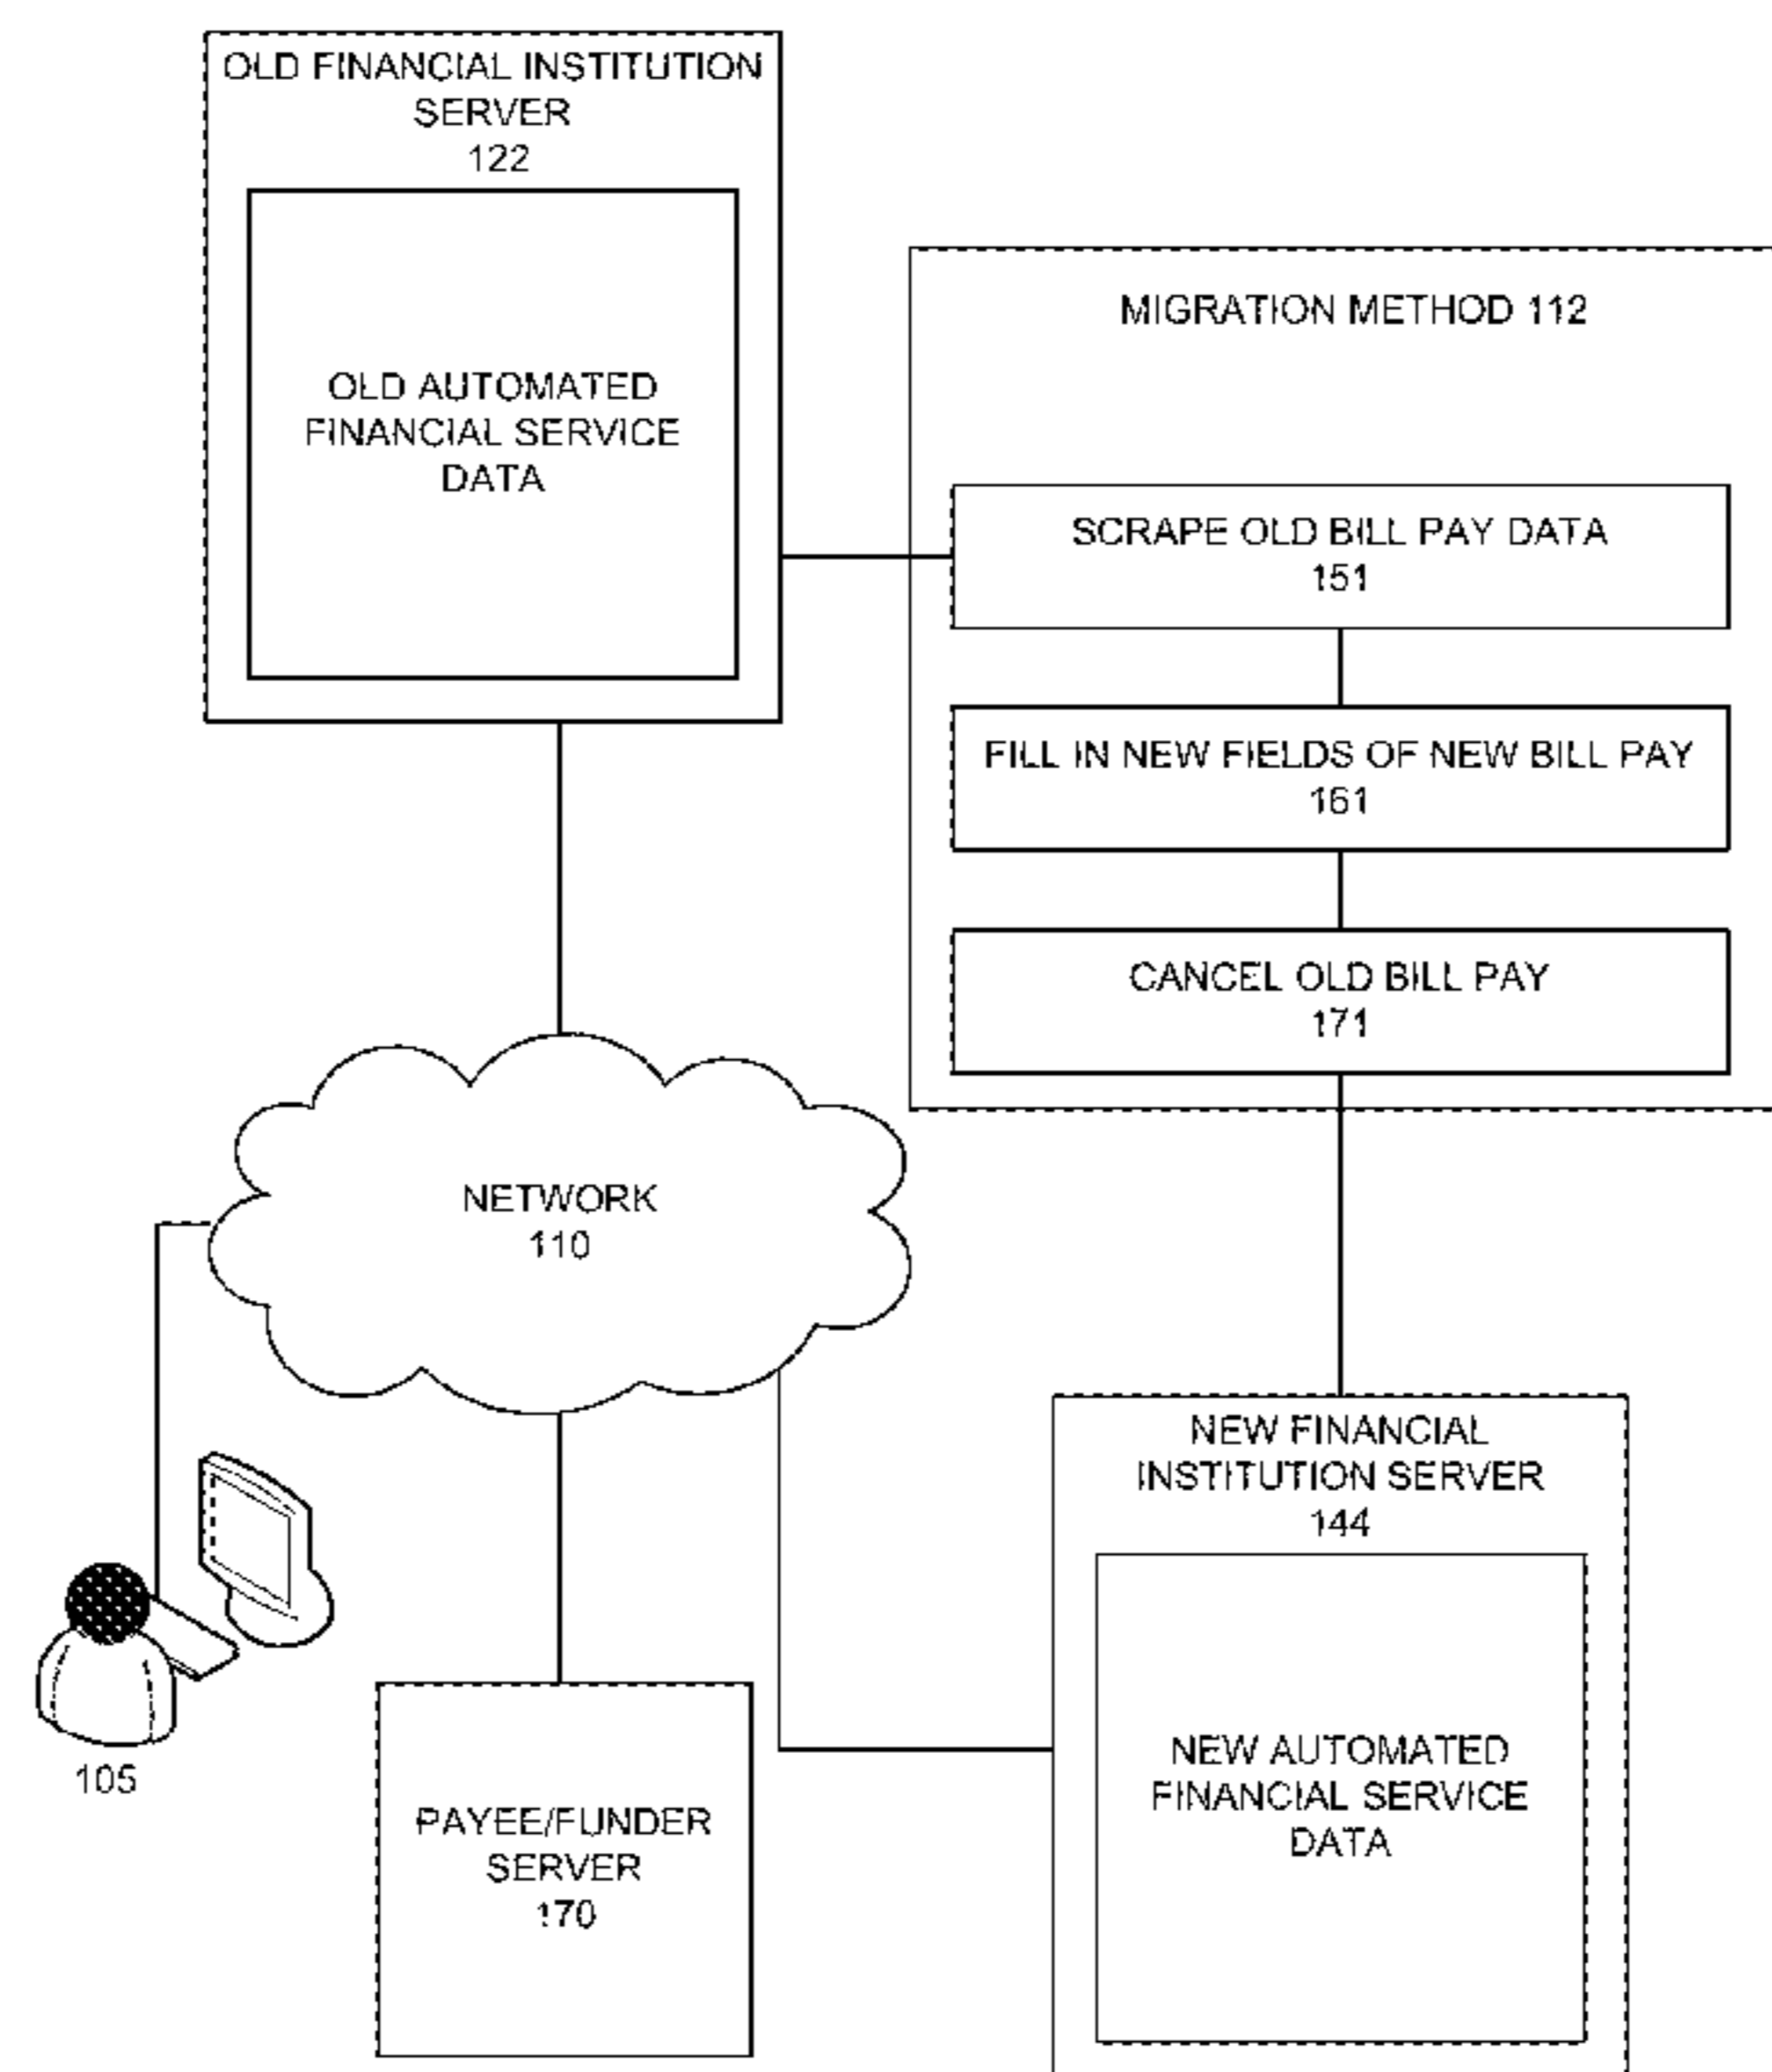 OLD FINANCIAL INSTITUTION
SERVER
122
OLD AUTOMATED
FINANCIAL SERVICE
DATA
MIGRATION METHOD 112
SCRAPE OLD BILL PAY DATA
151
FILL IN NEW FIELDS OF NEW BILL PAY
161
CANCEL OLD BILL PAY
171
NETWORK
110
NEW FINANCIAL
INSTITUTION SERVER
144
NEW AUTOMATED
FINANCIAL SERVICE
DATA
105
PAYEE/FUNDER
SERVER
170